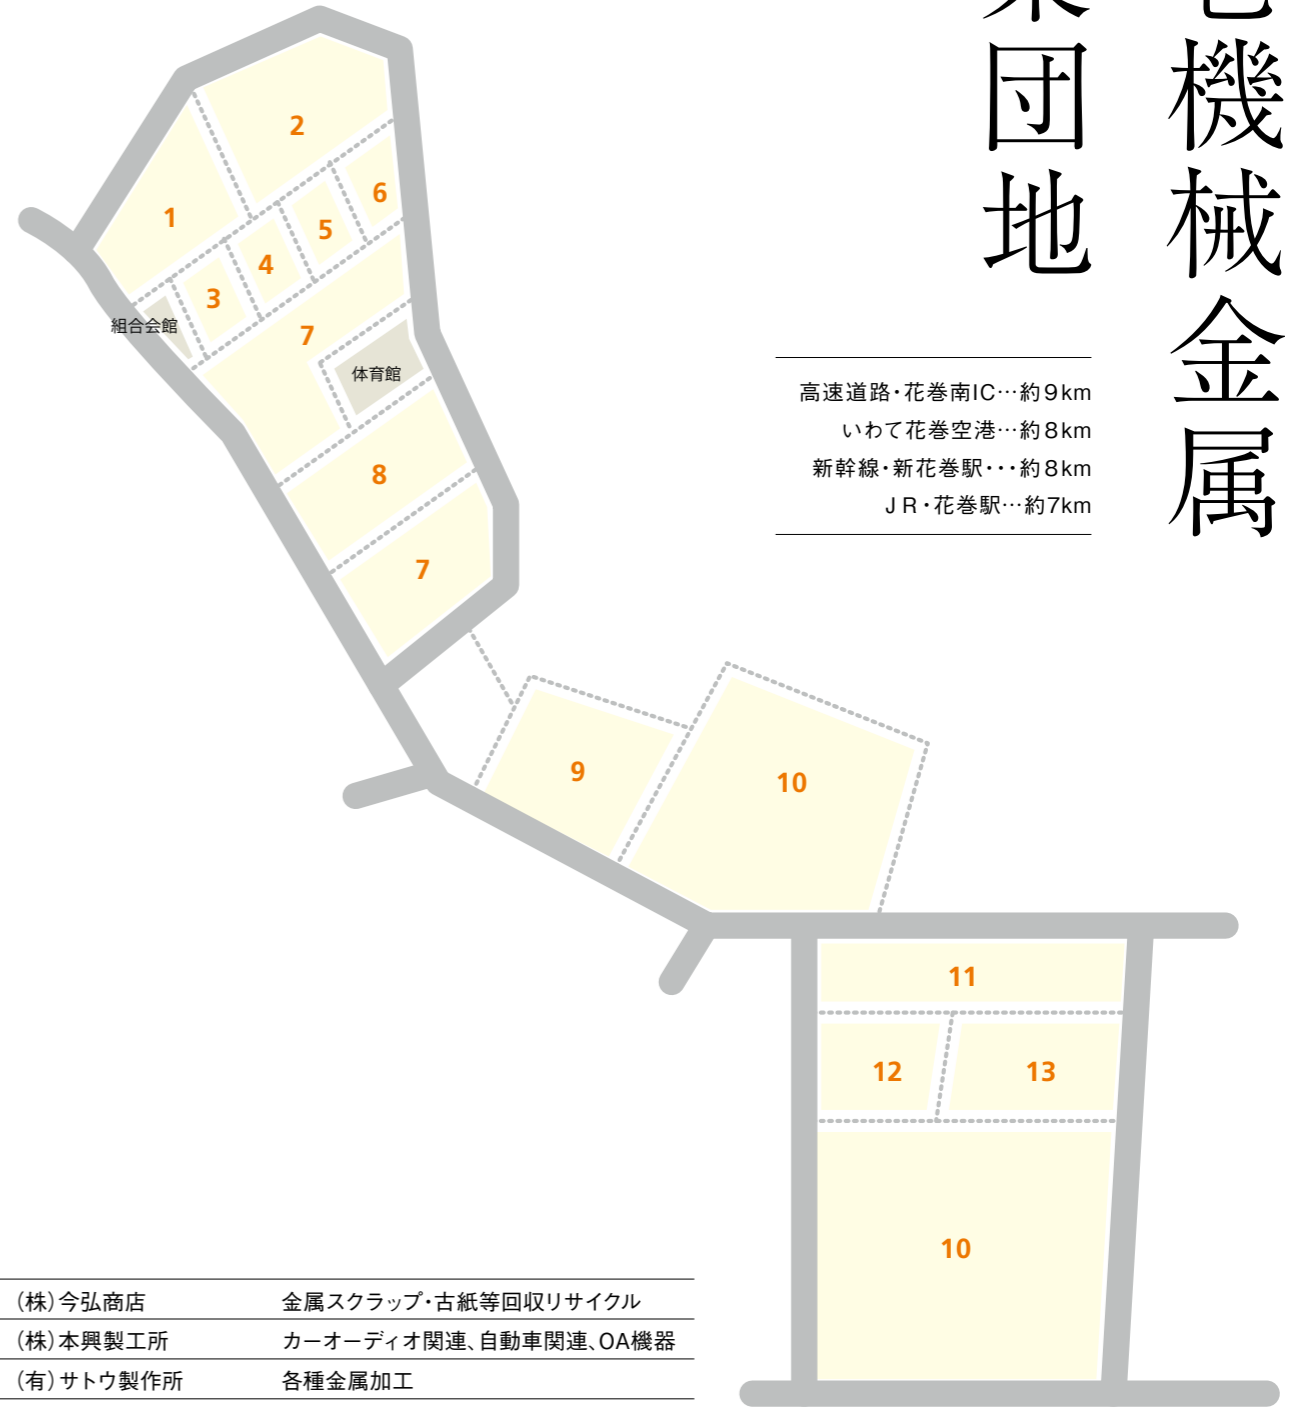 機械金属
団地
高速道路・花巻南IC…約9km
いわて花巻空港…約8km
新幹線・新花巻駅・・・約8km
JR・花巻駅…約7km
2
6
1
5
4
3
組合会館
7
体育館
8
7
9
10
11
12
13
10
(株)今弘商店 金属スクラップ・古紙等回収リサイクル
(株)本興製工所 カーオーディオ関連、自動車関連、OA機器
(有)サトウ製作所 各種金属加工